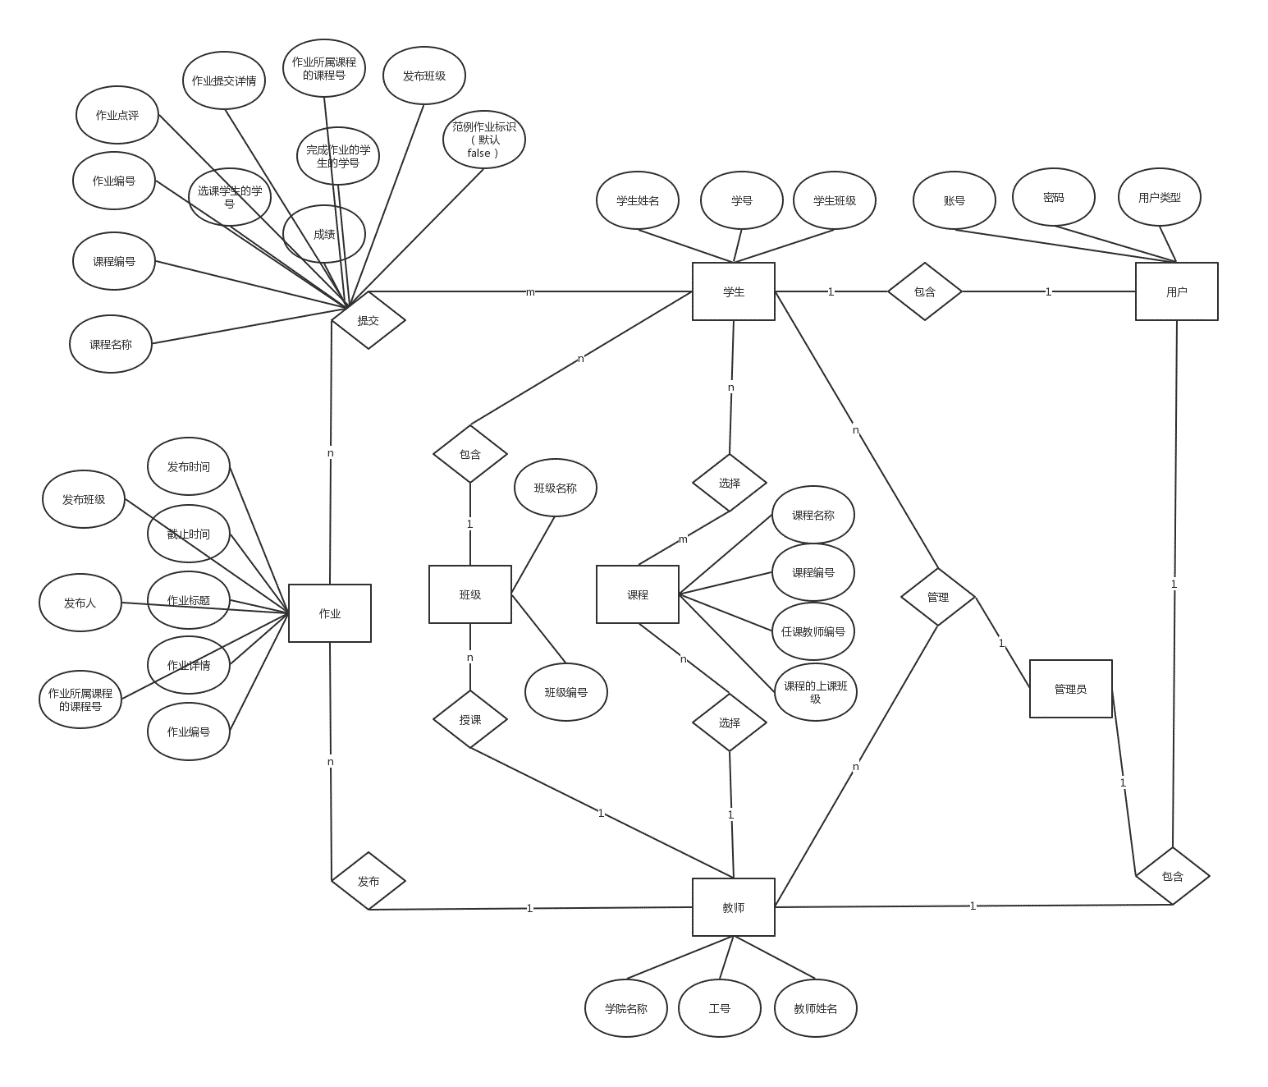 作业所属课程
的课程号
发布班级
作业提交详情
作业点评
范例作业标识
（默认
false）
完成作业的学
生的学号
作业编号
选课学生的学
号
成绩
课程编号
课程名称
提交
m
学生姓名
学号
学生班级
账号
密码
用户类型
学生
1
包含
1
用户
n
n
n
n
包含
选择
管理
1
班级名称
m
课程名称
课程编号
任课教师编号
课程的上课班
级
发布时间
发布班级
截止时间
作业标题
发布人
作业详情
作业所属课程
的课程号
作业编号
作业
班级
课程
n
n
班级编号
授课
选择
1
管理员
1
n
n
1
1
1
包含
发布
1
教师
1
学院名称
工号
教师姓名